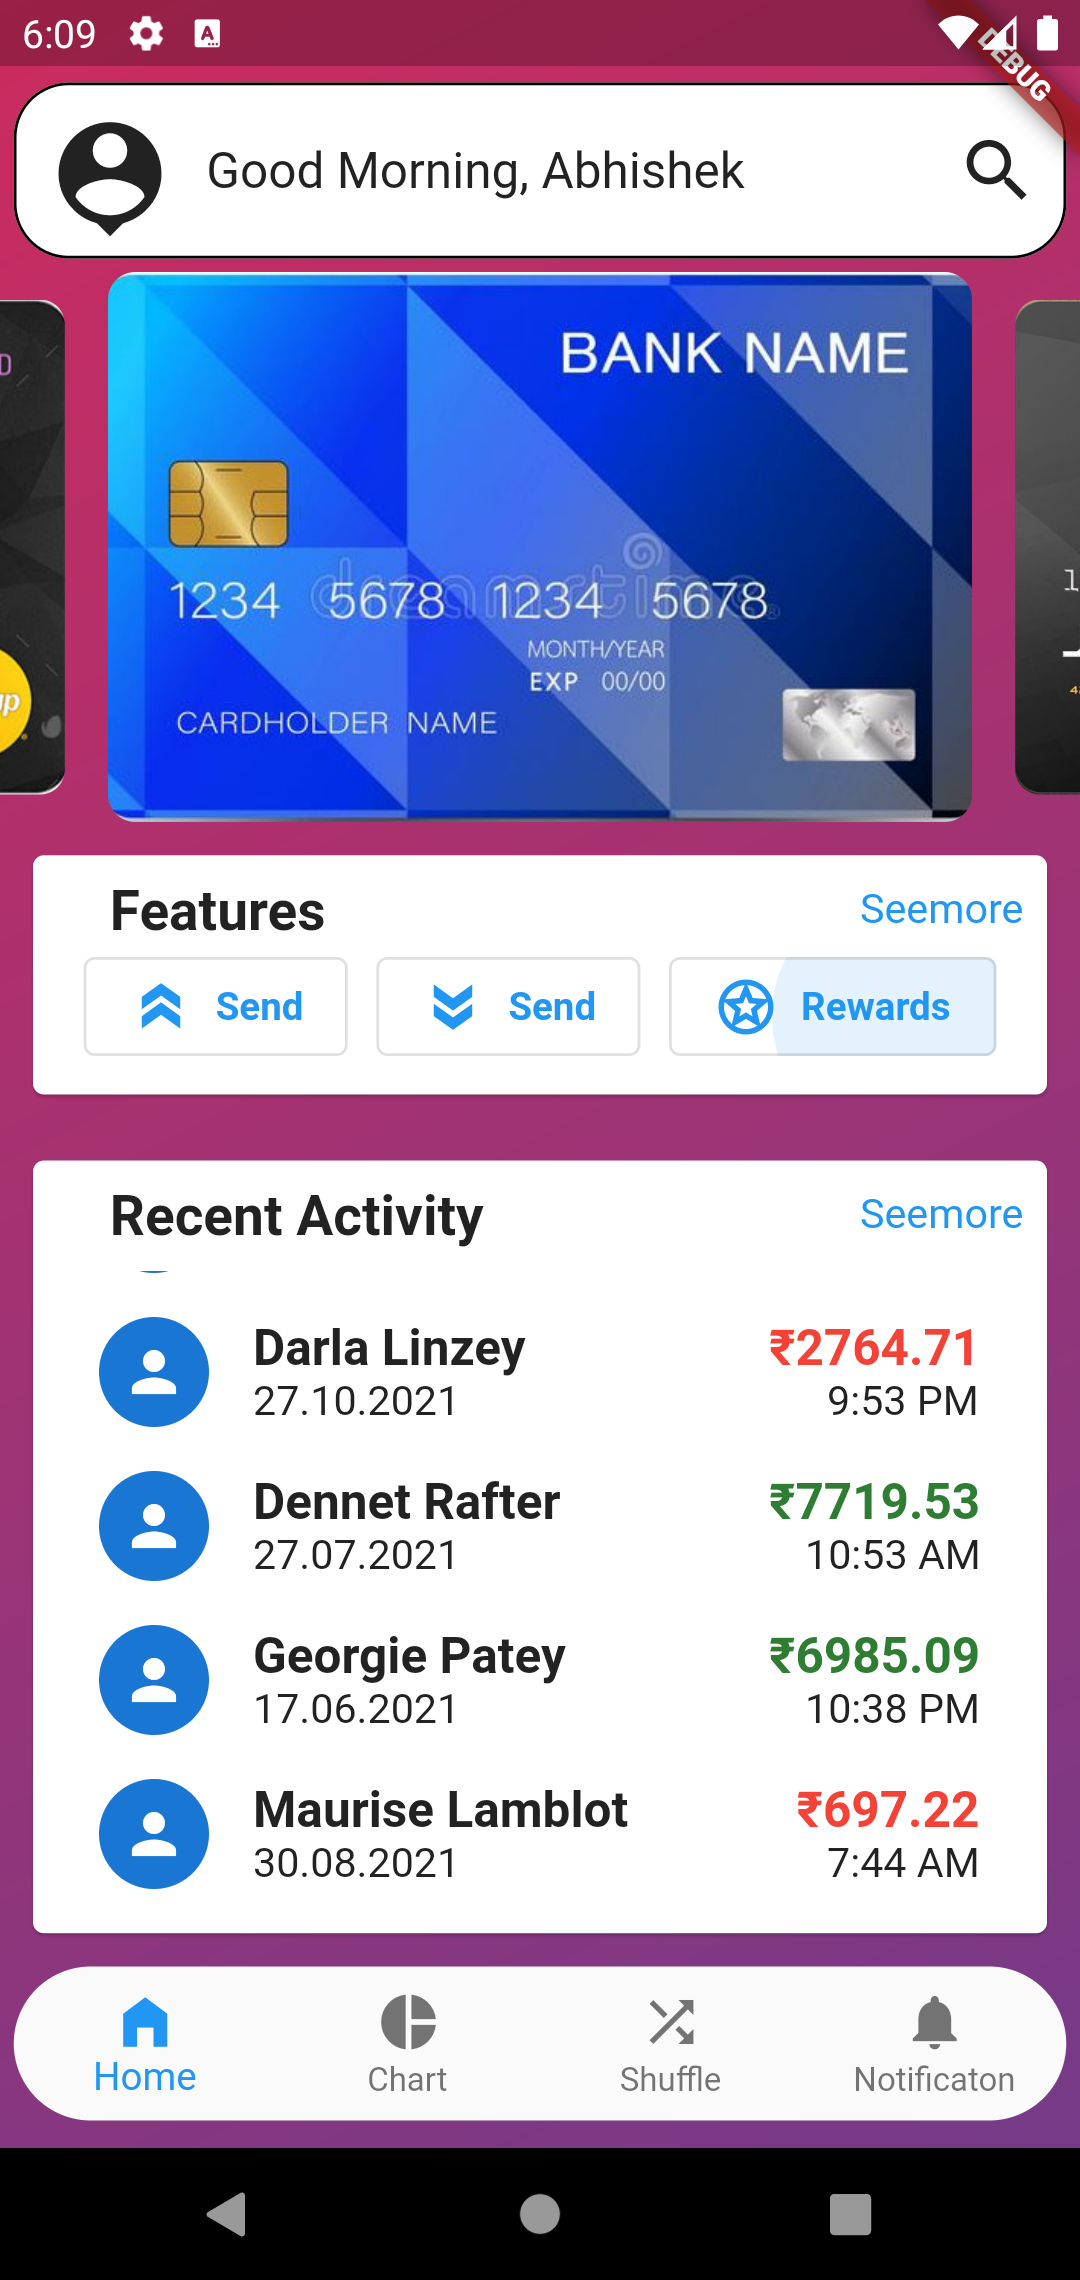 6:09
DEBUG
Good Morning, Abhishek
BANK NAME
1234 5678 1234 5678
dreamstime
MONTH/YEAR
EXP 00/00
CARDHOLDER NAME
Features
Seemore
Send
Send
Rewards
Recent Activity
Seemore
Darla Linzey
₹2764.71
27.10.2021
9:53 PM
Dennet Rafter
₹7719.53
27.07.2021
10:53 AM
Georgie Patey
₹6985.09
17.06.2021
10:38 PM
Maurise Lamblot
₹697.22
30.08.2021
7:44 AM
Home
Chart
Shuffle
Notificaton